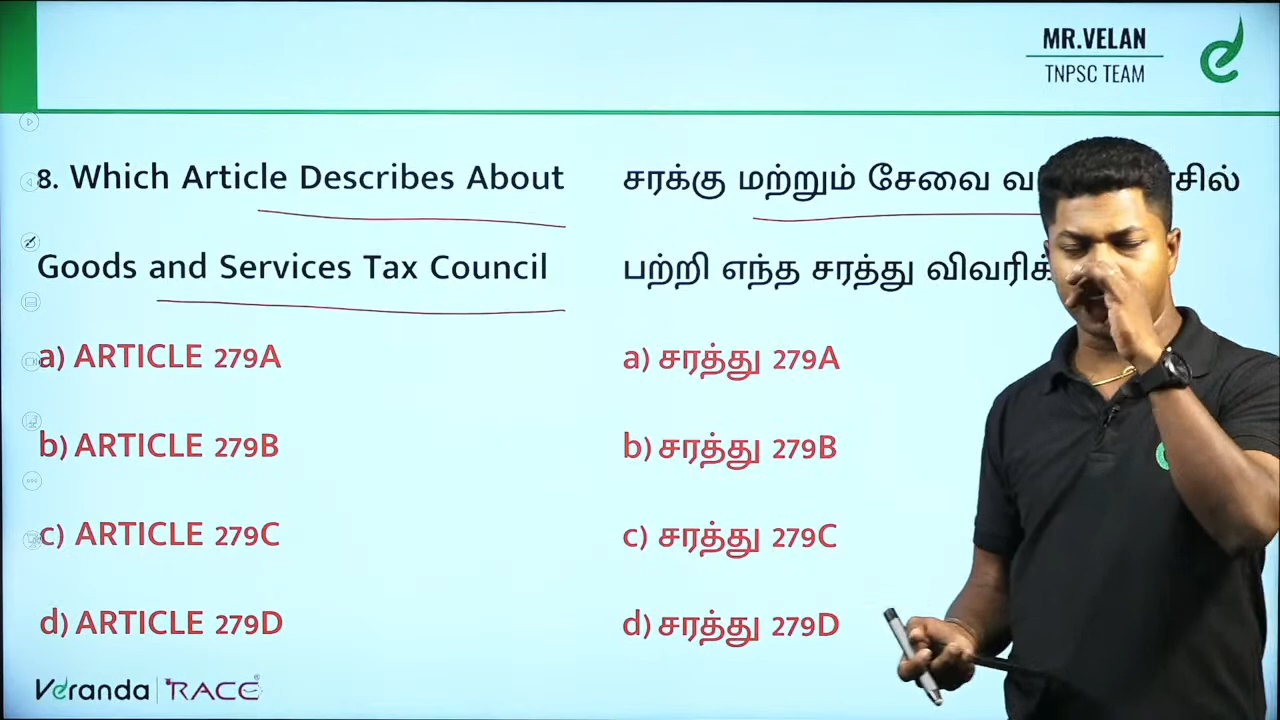 MR.VELAN
TNPSC TEAM
8. Which Article Describes About
Goods and Services Tax Council
a) ARTICLE 279A
b) ARTICLE 279B
c) ARTICLE 279C
d) ARTICLE 279D
சரக்கு மற்றும் சேவை
பற்றி எந்த சரத்து
a) சரத்து 279A
b) சரத்து 279B
c) சரத்து 279C
d) சரத்து 279D
Veranda RACE